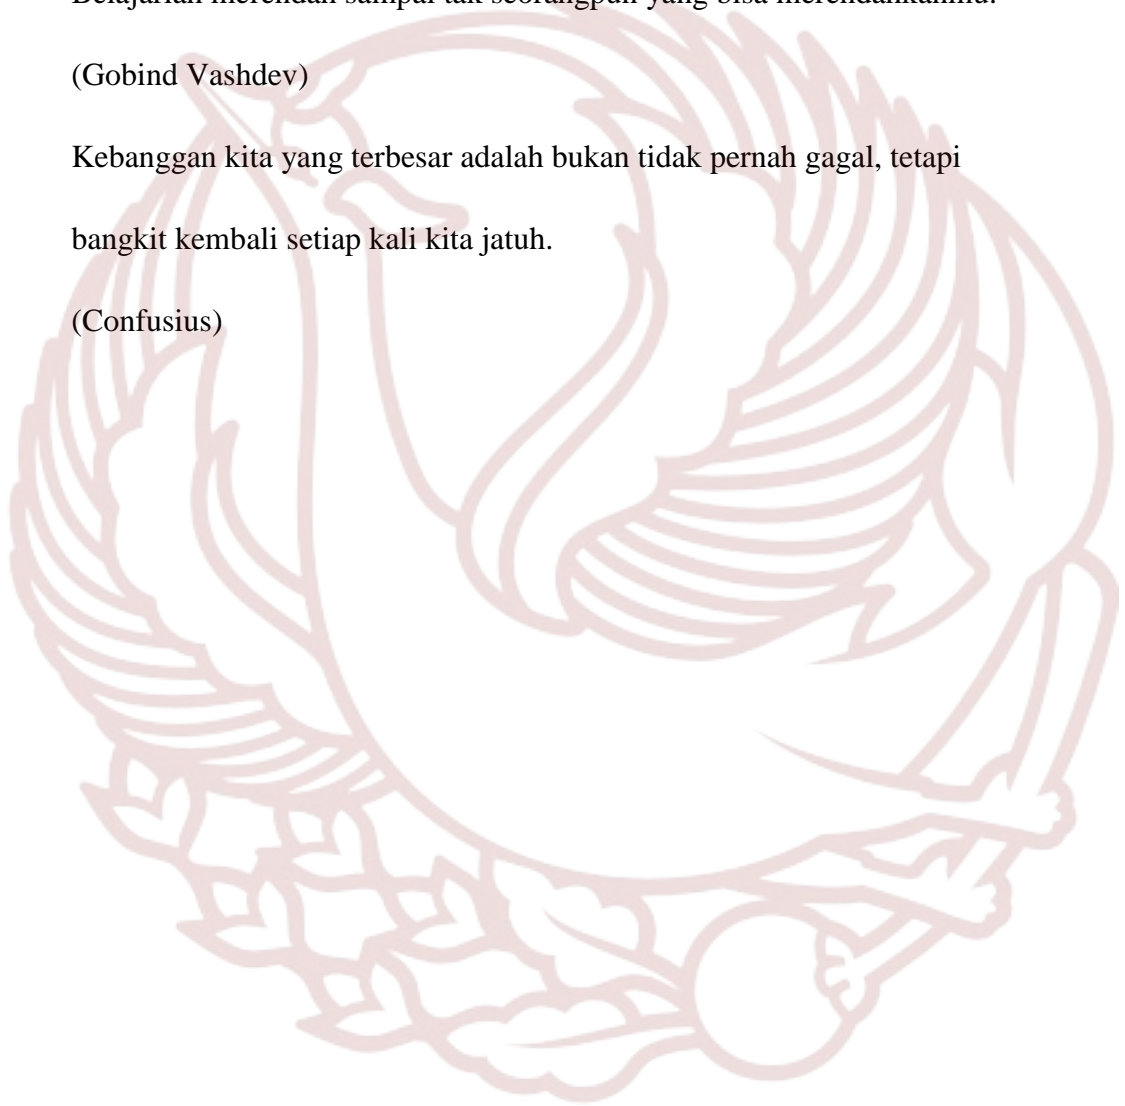 Belajarlah merendah sampai tak seorangpun yang bisa merendahkanmu.
(Gobind Vashdev)
Kebanggan kita yang terbesar adalah bukan tidak pernah gagal, tetapi
bangkit kembali setiap kali kita jatuh.
(Confusius)